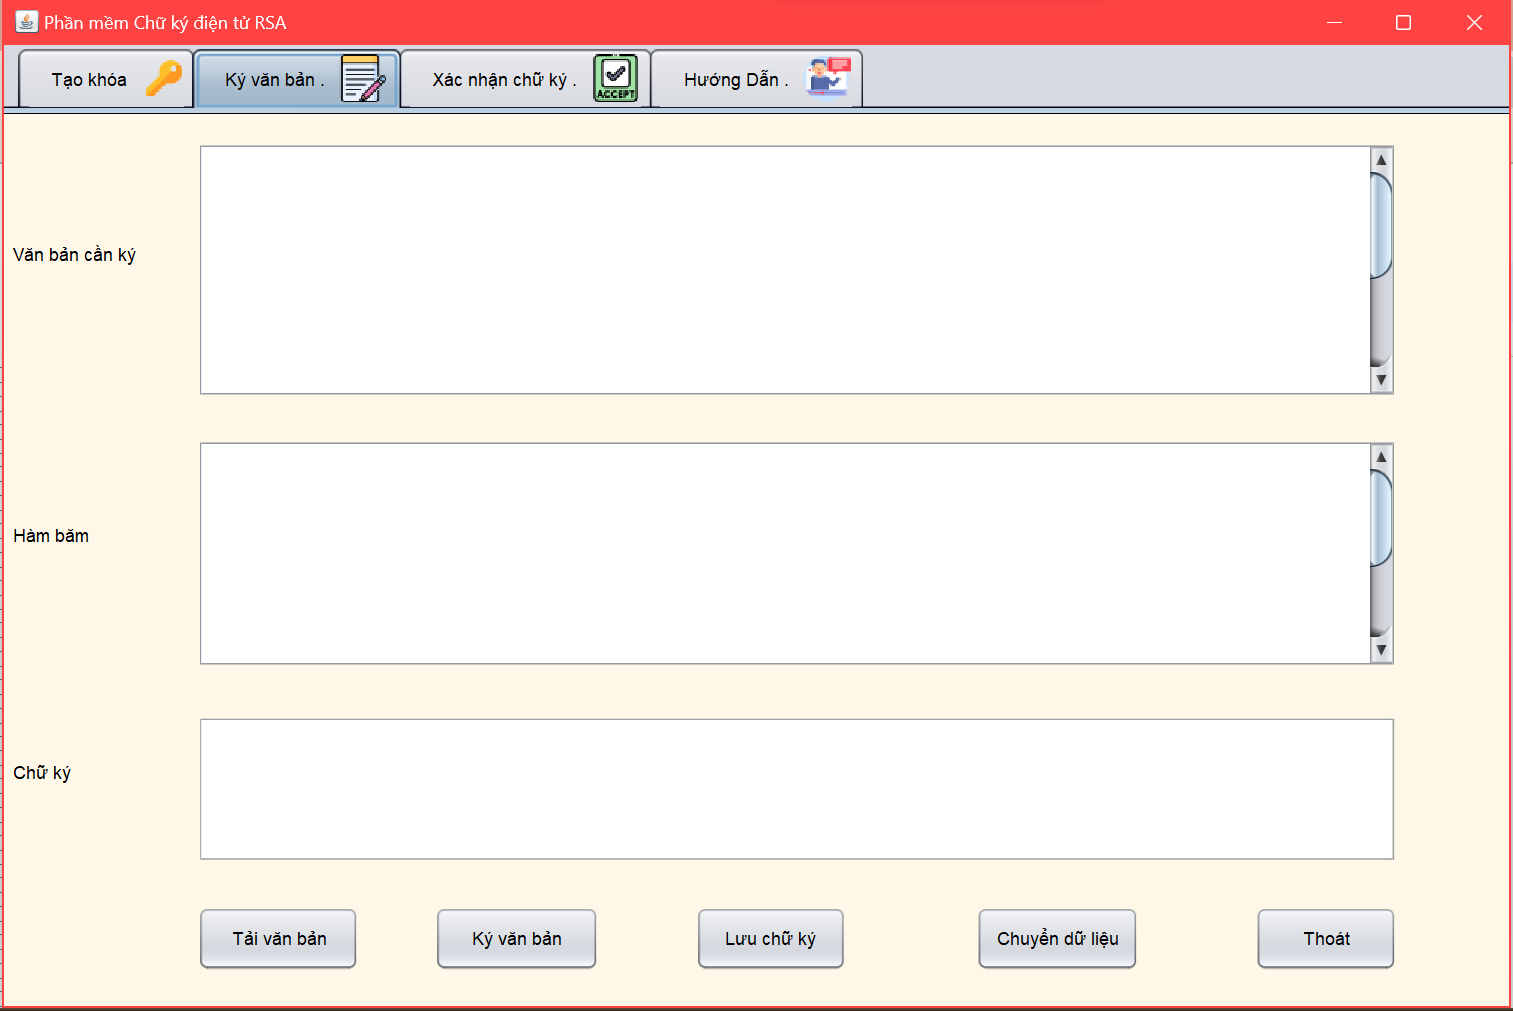 Phần mềm Chữ ký điện tử RSA
Tạo khóa
Ký văn bản .
Xác nhận chữ ký .
ACCEPT
Hướng Dẫn .
Văn bản cần ký
Hàm băm
Chữ ký
Tải văn bản
Ký văn bản
Lưu chữ ký
Chuyển dữ liệu
Thoát